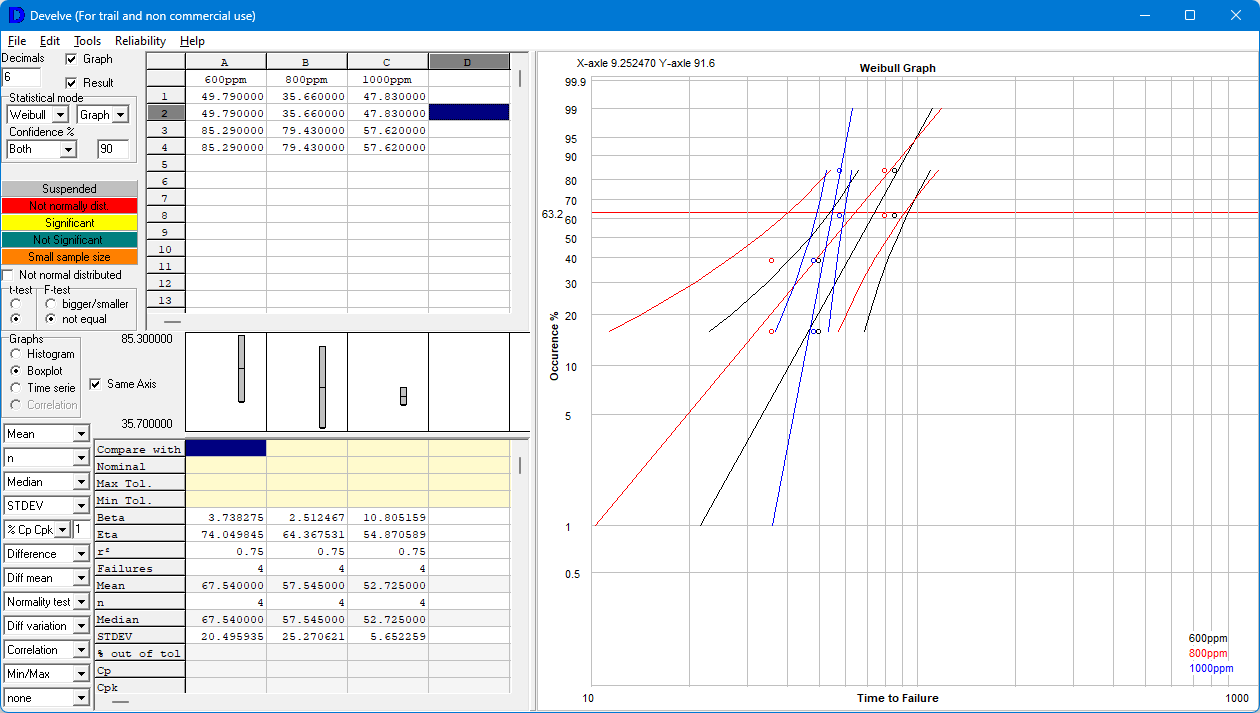 Develve (For trail and non commercial use)
File Edit Tools Reliability Help
Decimals
6
Graph
Result
Statistical mode
Weibull Graph
Confidence %
Both 90
Suspended
Not normally dist.
Significant
Not Significant
Small sample size
Not normal distributed
t-test F-test
bigger/smaller
not equal
A B C D
600ppm 800ppm 1000ppm
1 49.790000 35.660000 47.830000
2 49.790000 35.660000 47.830000
3 85.290000 79.430000 57.620000
4 85.290000 79.430000 57.620000
5
6
7
8
9
10
11
12
13
Graphs
Histogram
Boxplot
Time serie
Correlation
Same Axis
85.300000
35.700000
Mean
n
Median
STDEV
% Cp Cpk 1
Difference
Diff mean
Normality test
Diff variation
Correlation
Min/Max
none
Compare with
Nominal
Max Tol.
Min Tol.
Beta 3.738275 2.512467 10.805159
Eta 74.049845 64.367531 54.870589
r² 0.75 0.75 0.75
Failures 4 4 4
Mean 67.540000 57.545000 52.725000
n 4 4 4
Median 67.540000 57.545000 52.725000
STDEV 20.495935 25.270621 5.652259
% out of tol
Cp
Cpk
X-axle 9.252470 Y-axle 91.6
Weibull Graph
99.9
99
95
90
80
70
63.2
60
50
40
30
20
10
5
1
0.5
Occurence %
600ppm
800ppm
1000ppm
10 Time to Failure 1000